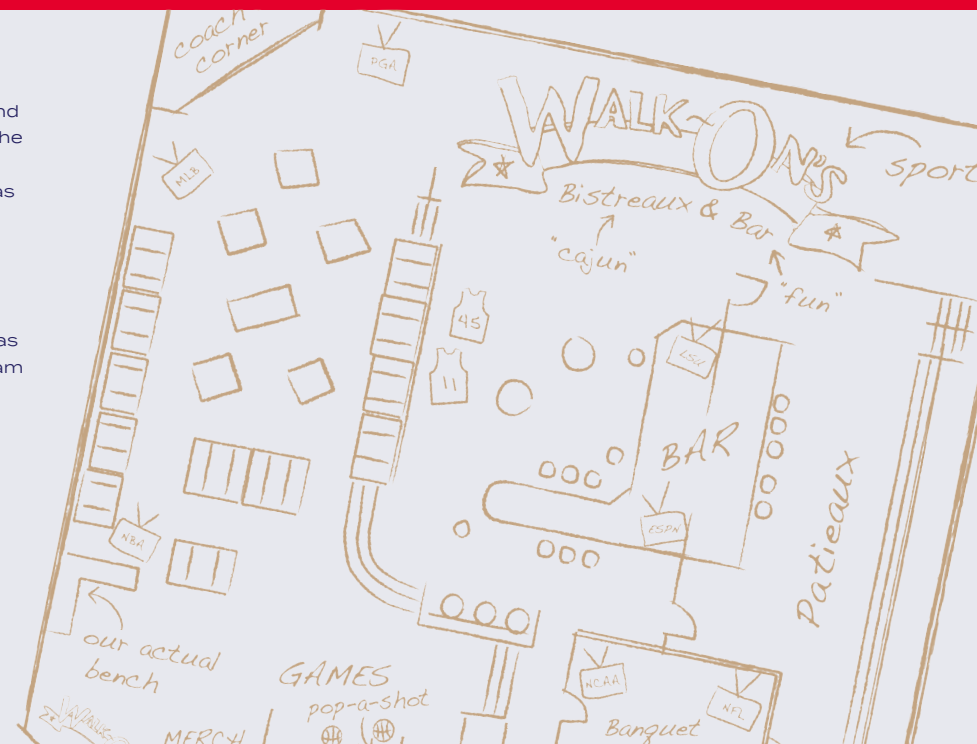 coach
corner
PGA
nd
he
as
WALK-ON'S
sport
MLB
Bistreaux & Bar
"cajun"
"fun"
45
as
am
LSU
11
BAR
Patieaux
ESPN
NBA
our actual
bench
GAMES
pop-a-shot
NCAA
NFL
MERCH
Banquet